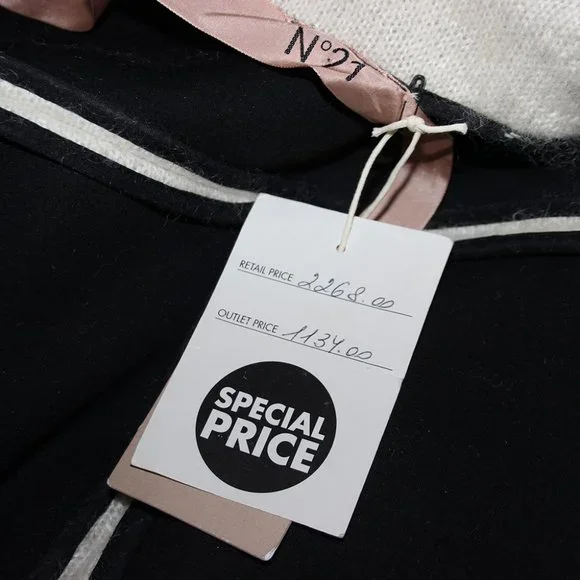 N°21
RETAIL PRICE 2268.00
OUTLET PRICE 1134.00
SPECIAL
PRICE